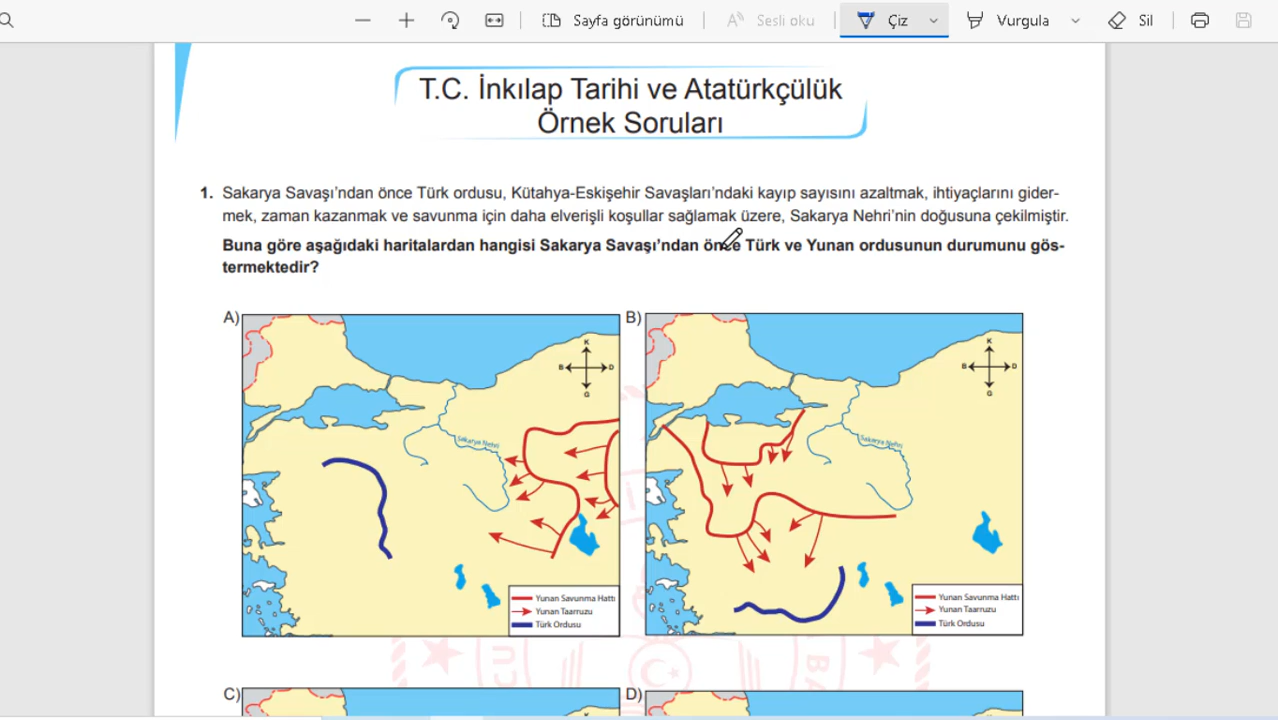 Sayfa görünümü
Sesli oku
Çiz
Vurgula
Sil
T.C. İnkılap Tarihi ve Atatürkçülük
Örnek Soruları
1. Sakarya Savaşı'ndan önce Türk ordusu, Kütahya-Eskişehir Savaşları'ndaki kayıp sayısını azaltmak, ihtiyaçlarını gider-
mek, zaman kazanmak ve savunma için daha elverişli koşullar sağlamak üzere, Sakarya Nehri'nin doğusuna çekilmiştir.
Buna göre aşağıdaki haritalardan hangisi Sakarya Savaşı'ndan önce Türk ve Yunan ordusunun durumunu gös-
termektedir?
A)
K
B D
G
Sakarya Nehri
Yunan Savunma Hattı
Yunan Taarruzu
Türk Ordusu
B)
K
B D
G
Sakarya Nehri
Yunan Savunma Hattı
Yunan Taarruzu
Türk Ordusu
C)
K
D)